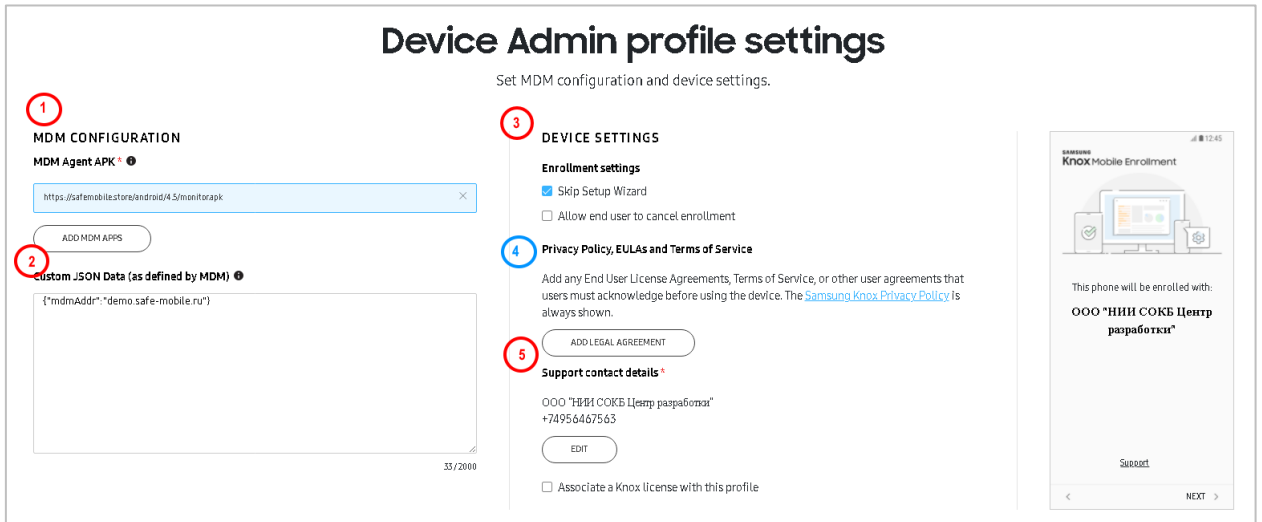 Device Admin profile settings
Set MDM configuration and device settings.
1
MDM CONFIGURATION
MDM Agent APK *
https://safemobile.store/android/4.3/monitor.apk
ADD MDM APPS
2
Custom JSON Data (as defined by MDM)
{"mdmAddr":"demo.safe-mobile.ru"}
33/2000
3
DEVICE SETTINGS
Enrollment settings
Skip Setup Wizard
Allow end user to cancel enrollment
4
Privacy Policy, EULAs and Terms of Service
Add any End User License Agreements, Terms of Service, or other user agreements that
users must acknowledge before using the device. The Samsung Knox Privacy Policy is
always shown.
ADD LEGAL AGREEMENT
5
Support contact details *
ООО "НИИ СОКБ Центр разработки"
+74956467563
EDIT
Associate a Knox license with this profile
12:45
SAMSUNG
Knox Mobile Enrollment
This phone will be enrolled with:
ООО "НИИ СОКБ Центр
разработки"
Support
NEXT